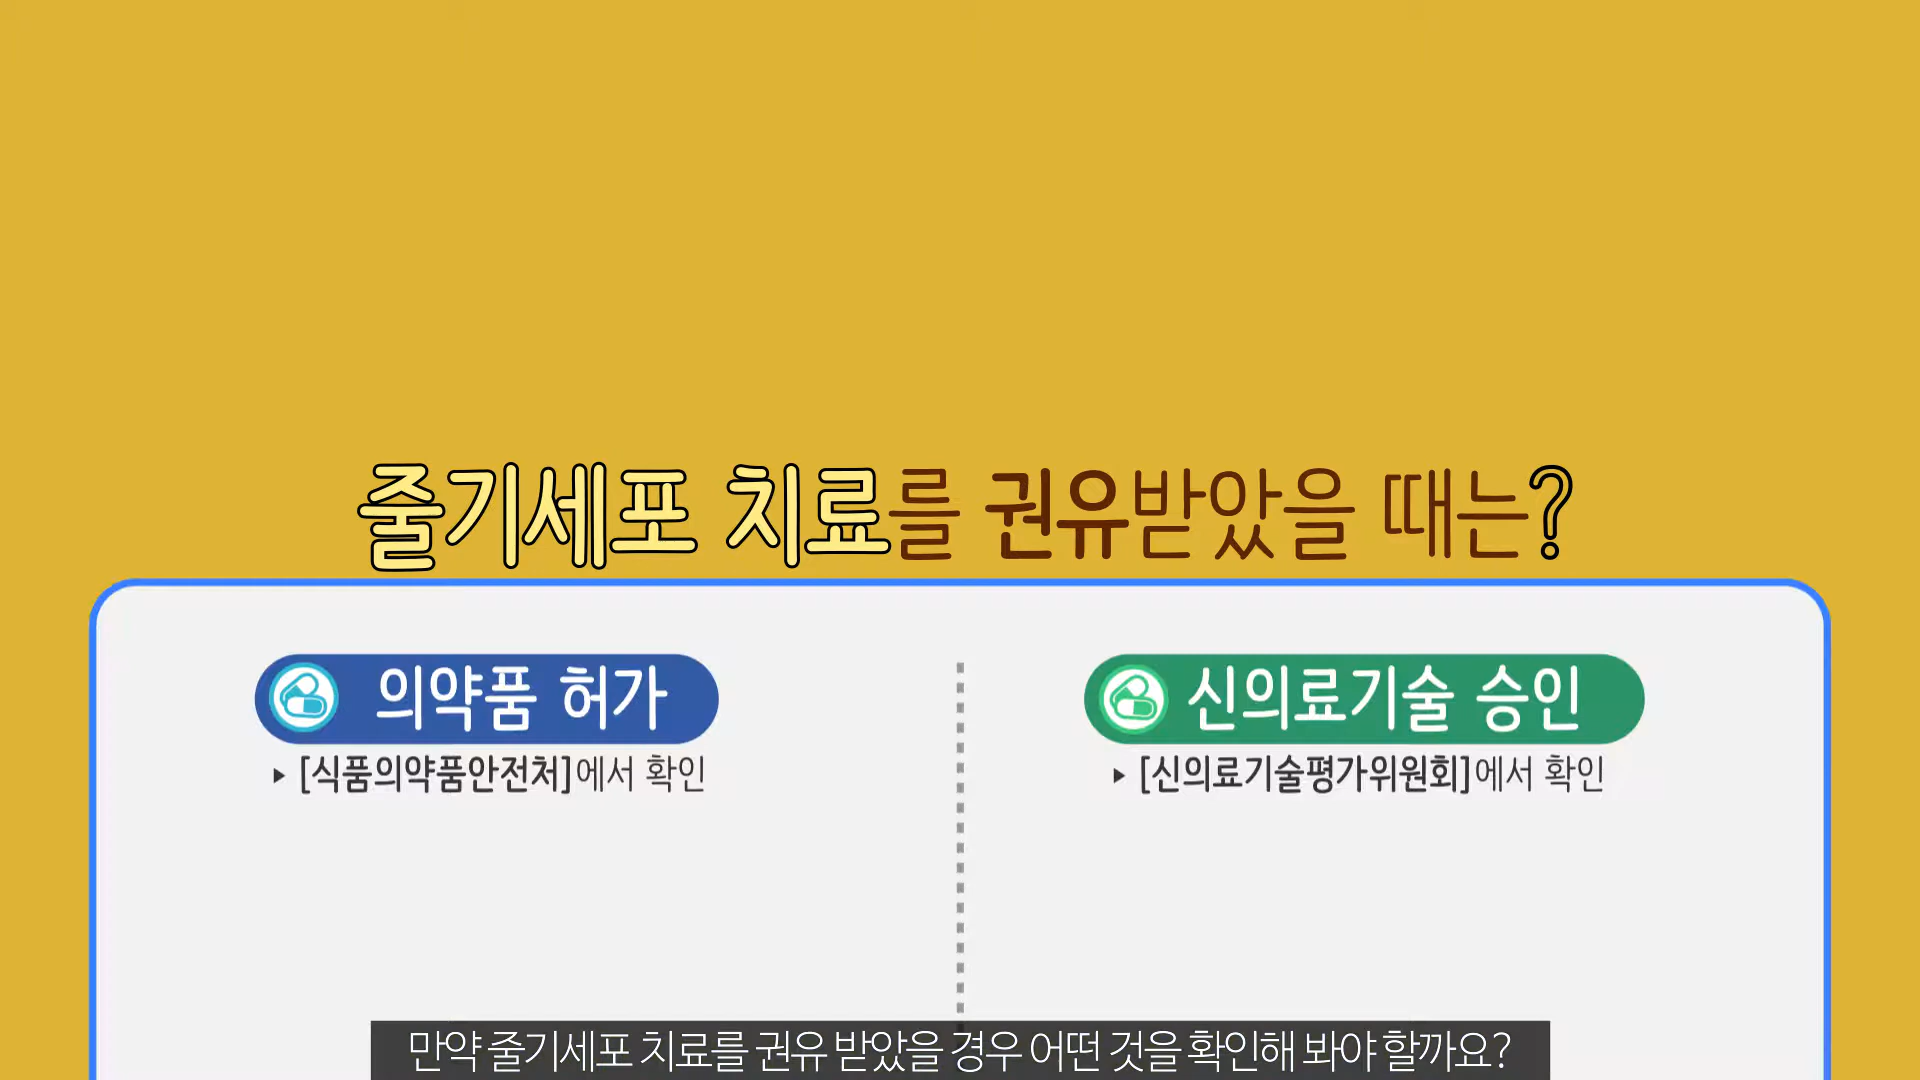 줄기세포 치료를 권유받았을 때는?
의약품 허가
▸ [식품의약품안전처]에서 확인
신의료기술 승인
▸ [신의료기술평가위원회]에서 확인
만약 줄기세포 치료를 권유 받았을 경우 어떤 것을 확인해 봐야 할까요?